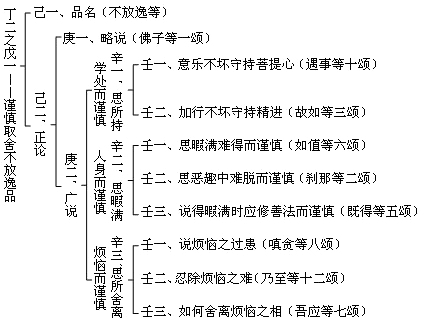 丁二之戊一——谨慎取舍不放逸品
己一、品名（不放逸等）
己二、正论
庚一、略说（佛子等一颂）
庚二、广说
学处而谨慎
辛一、思所持
壬一、意乐不坏守持菩提心（遇事等十颂）
壬二、加行不坏守持精进（故如等三颂）
人身而谨慎
辛二、思暇满
壬一、思暇满难得而谨慎（如值等六颂）
壬二、思恶趣中难脱而谨慎（刹那等二颂）
壬三、说得暇满时应修善法而谨慎（既得等五颂）
烦恼而谨慎
辛三、思所舍离
壬一、说烦恼之过患（嗔贪等八颂）
壬二、忍除烦恼之难（乃至等十二颂）
壬三、如何舍离烦恼之相（吾应等七颂）